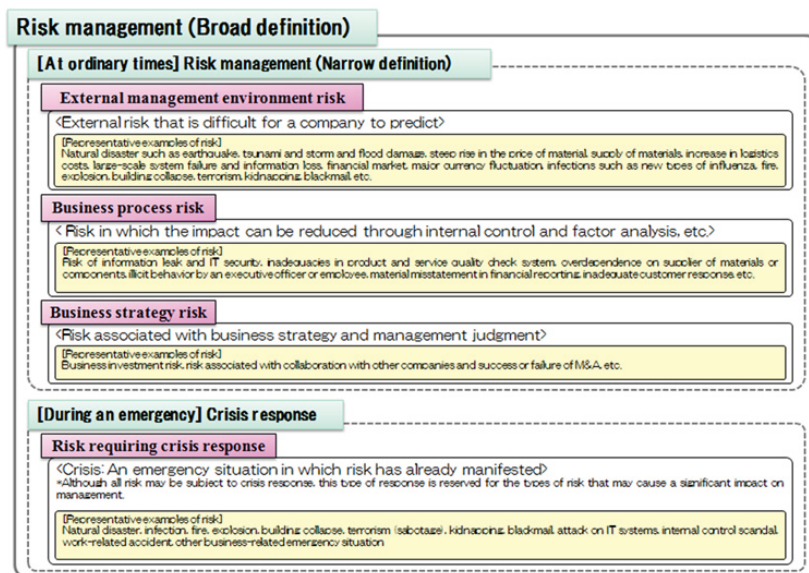 Risk management (Broad definition)
[At ordinary times] Risk management (Narrow definition)
External management environment risk
<External risk that is difficult for a company to predict>
[Representative examples of risk]
Natural disaster such as earthquake, tsunami and storm and flood damage, steep rise in the price of material, supply of materials, increase in logistics
costs, large-scale system failure and information loss, financial market, major currency fluctuation, infections such as new types of influenza, fire,
explosion, building collapse, terrorism, kidnapping, blackmail, etc.
Business process risk
< Risk in which the impact can be reduced through internal control and factor analysis, etc.>
[Representative examples of risk]
Risk of information leak and IT security, inadequacies in product and service quality check system, overdependence on supplier of materials or
components, illicit behavior by an executive officer or employee, material misstatement in financial reporting, inadequate customer response, etc.
Business strategy risk
<Risk associated with business strategy and management judgment>
[Representative examples of risk]
Business investment risk, risk associated with collaboration with other companies and success or failure of M&A, etc.
[During an emergency] Crisis response
Risk requiring crisis response
<Crisis: An emergency situation in which risk has already manifested>
*Although all risk may be subject to crisis response, this type of response is reserved for the types of risk that may cause a significant impact on
management.
[Representative examples of risk]
Natural disaster, infection, fire, explosion, building collapse, terrorism (sabotage), kidnapping, blackmail, attack on IT systems, internal control scandal,
work-related accident, other business-related emergency situation